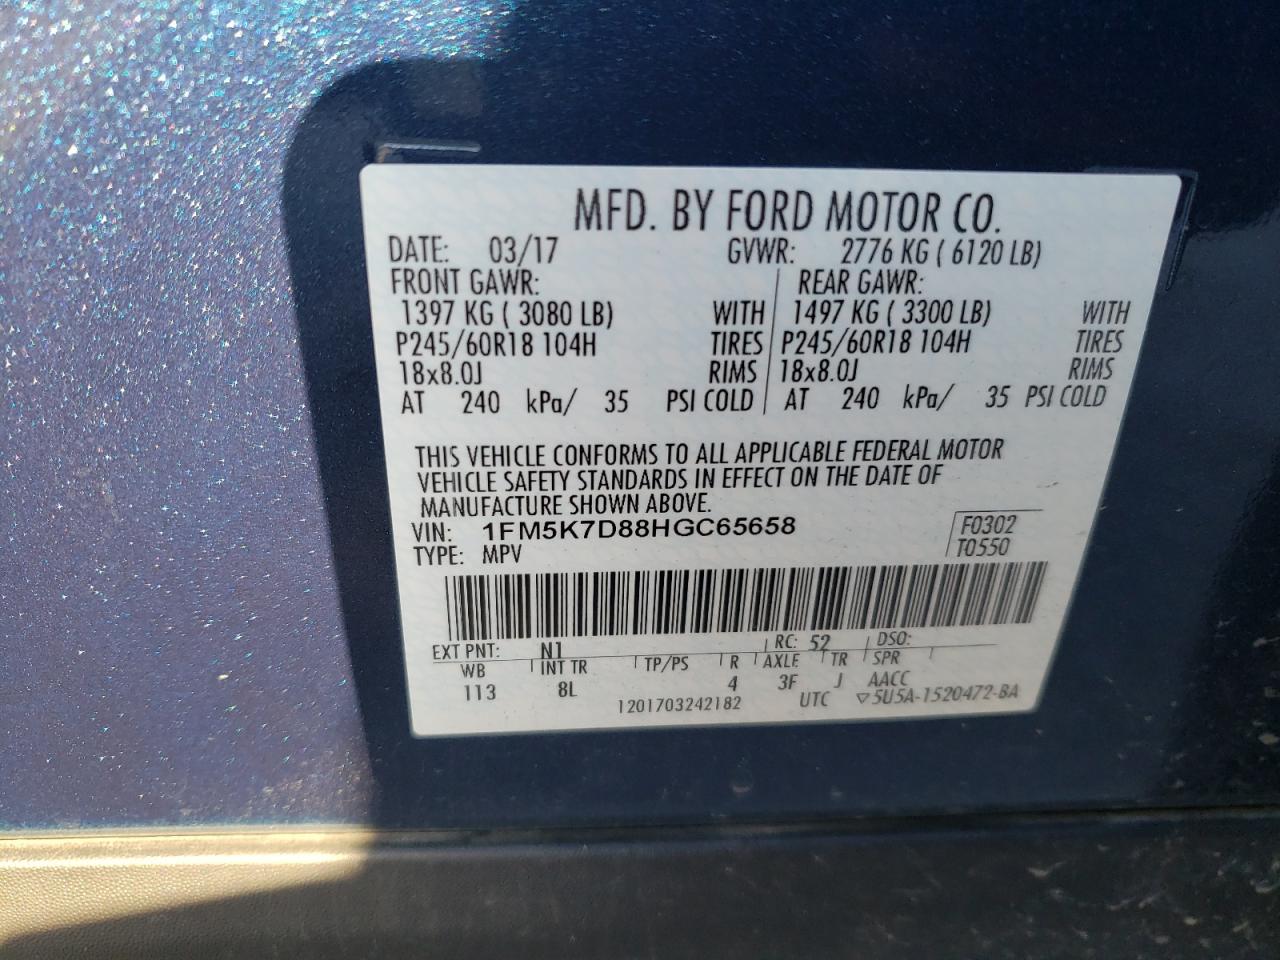 MFD. BY FORD MOTOR CO.
DATE: 03/17 GVWR: 2776 KG ( 6120 LB)
FRONT GAWR: REAR GAWR:
1397 KG ( 3080 LB) WITH 1497 KG ( 3300 LB) WITH
P245/60R18 104H TIRES P245/60R18 104H TIRES
18x8.0J RIMS 18x8.0J RIMS
AT 240 kPa/ 35 PSI COLD AT 240 kPa/ 35 PSI COLD
THIS VEHICLE CONFORMS TO ALL APPLICABLE FEDERAL MOTOR
VEHICLE SAFETY STANDARDS IN EFFECT ON THE DATE OF
MANUFACTURE SHOWN ABOVE.
VIN: 1FM5K7D88HGC65658 F0302
TYPE: MPV T0550
EXT PNT: N1 RC: 52 DSO:
WB INT TR TP/PS R AXLE TR SPR
113 8L 4 3F J AACC
1201703242182 UTC ▽5U5A-1520472-BA